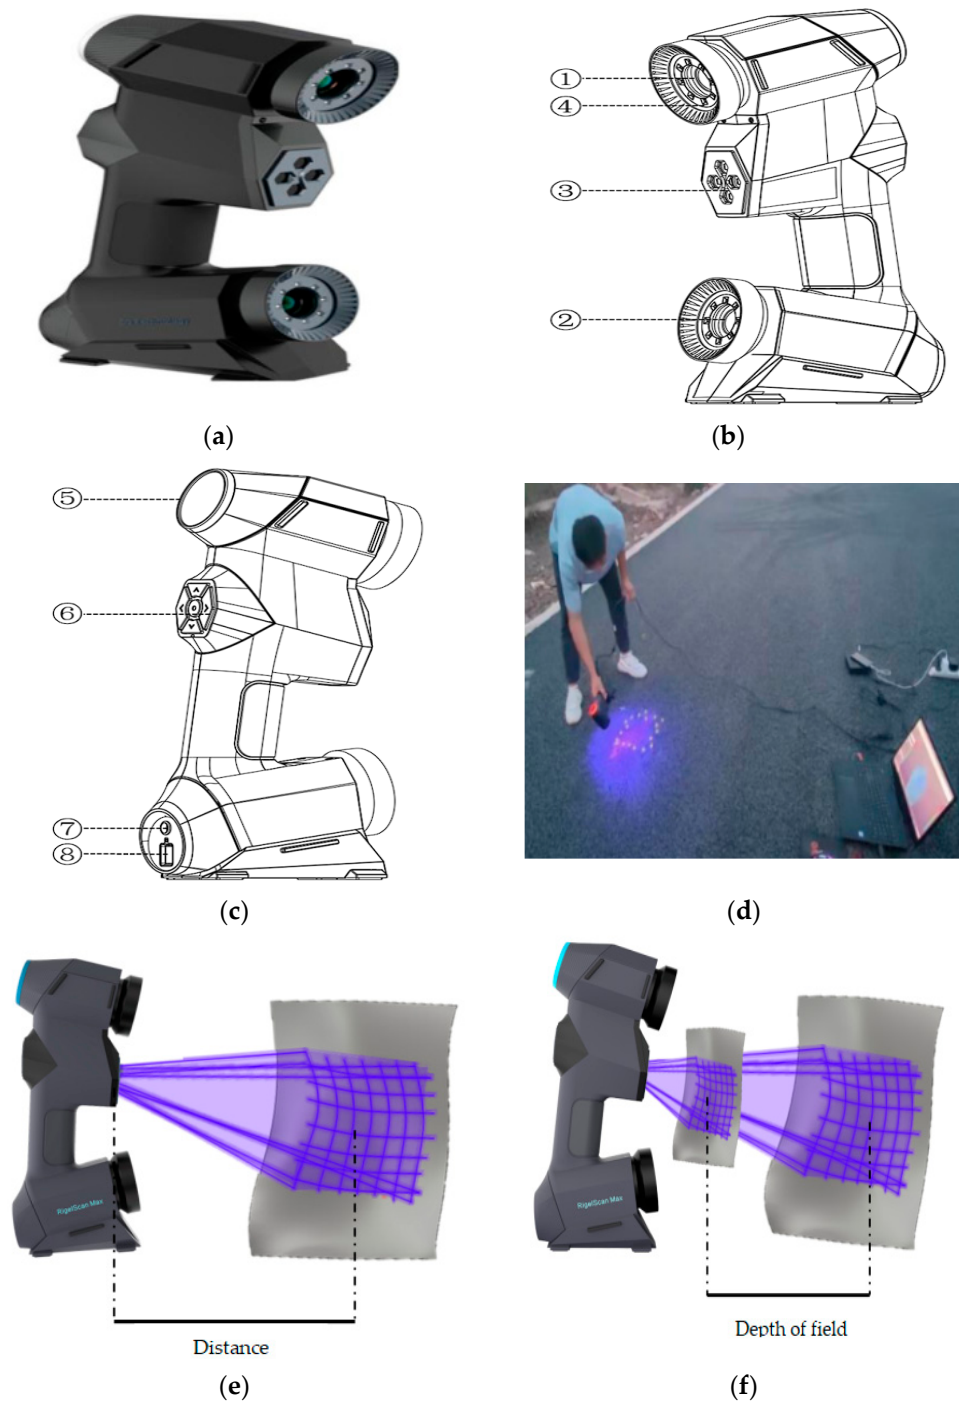 ①
④
③
②
(a)
(b)
⑤
⑥
⑦
⑧
(c)
(d)
RigelScan Max
RigelScan Max
Distance
Depth of field
(e)
(f)